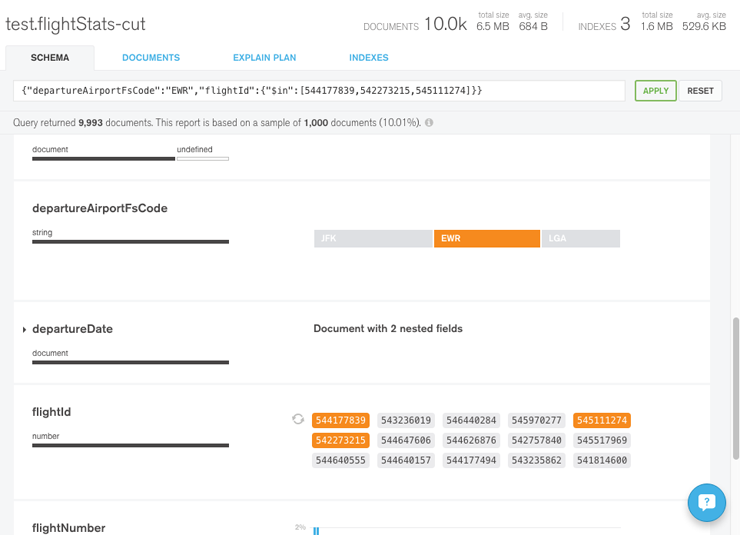 test.flightStats-cut
DOCUMENTS 10.0k total size 6.5 MB avg. size 684 B INDEXES 3 total size 1.6 MB avg. size 529.6 KB
SCHEMA DOCUMENTS EXPLAIN PLAN INDEXES
{"departureAirportFsCode":"EWR","flightId":{"$in":[544177839,542273215,545111274]}} APPLY RESET
Query returned 9,993 documents. This report is based on a sample of 1,000 documents (10.01%).
document undefined
departureAirportFsCode
string
JFK EWR LGA
departureDate Document with 2 nested fields
document
flightId
number
544177839 543236019 546440284 545970277 545111274
542273215 544647606 544626876 542757840 545517969
544640555 544640157 544177494 543235862 541814600
flightNumber 2%
?